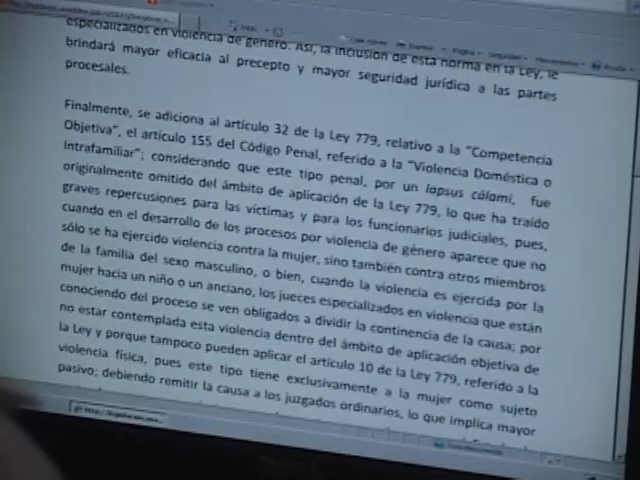 especializados en violencia de género. Así, la inclusión de esta norma en la Ley, le
brindará mayor eficacia al precepto y mayor seguridad jurídica a las partes
procesales.
Finalmente, se adiciona al artículo 32 de la Ley 779, relativo a la “Competencia
Objetiva”, el artículo 155 del Código Penal, referido a la “Violencia Doméstica o
Intrafamiliar”; considerando que este tipo penal, por un lapsus cálami, fue
originalmente omitido del ámbito de aplicación de la Ley 779, lo que ha traído
graves repercusiones para las víctimas y para los funcionarios judiciales, pues,
cuando en el desarrollo de los procesos por violencia de género aparece que no
sólo se ha ejercido violencia contra la mujer, sino también contra otros miembros
de la familia del sexo masculino, o bien, cuando la violencia es ejercida por la
mujer hacia un niño o un anciano, los jueces especializados en violencia que están
conociendo del proceso se ven obligados a dividir la continencia de la causa; por
no estar contemplada esta violencia dentro del ámbito de aplicación objetiva de
la Ley y porque tampoco pueden aplicar el artículo 10 de la Ley 779, referido a la
violencia física, pues este tipo tiene exclusivamente a la mujer como sujeto
pasivo; debiendo remitir la causa a los juzgados ordinarios, lo que implica mayor